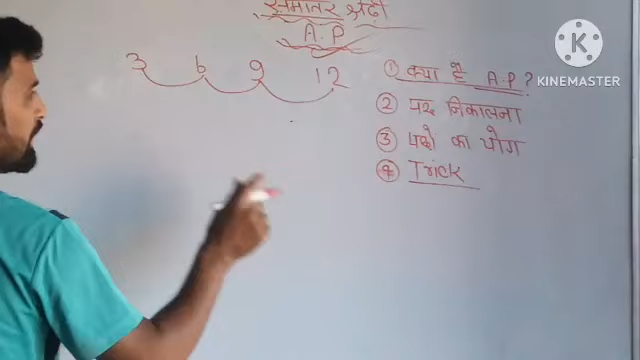 समांतर श्रेढी
A.P
3 6 9 12
① क्या है A.P?
② पद निकालना
③ पदो का योग
④ Trick
KINEMASTER